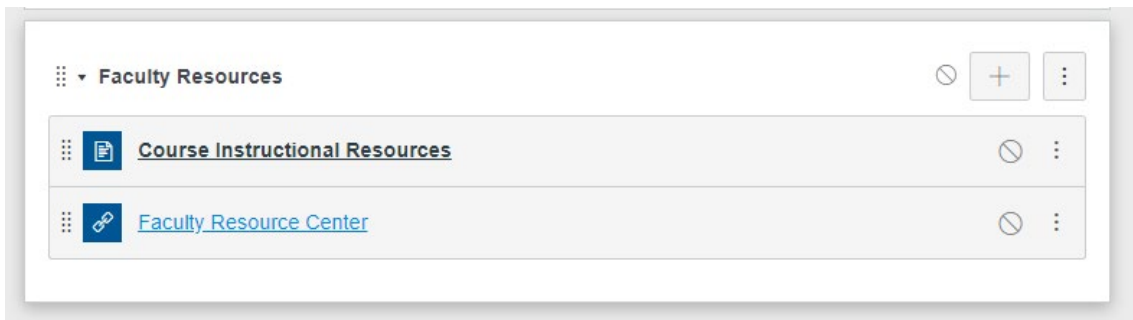 Faculty Resources
Course Instructional Resources
Faculty Resource Center